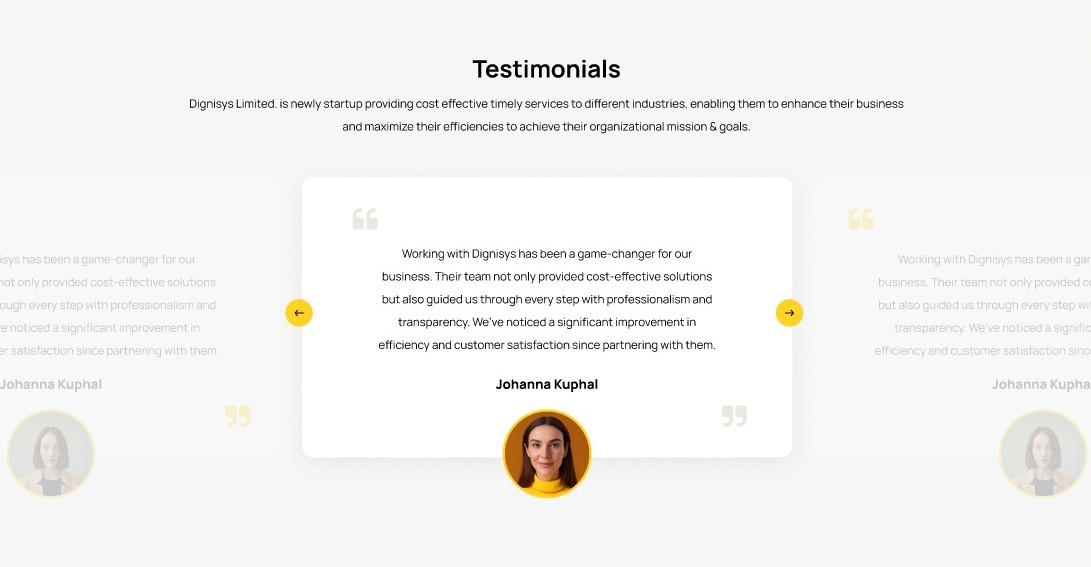 Testimonials
Dignisys Limited. is newly startup providing cost effective timely services to different industries, enabling them to enhance their business
and maximize their efficiencies to achieve their organizational mission & goals.
isys has been a game-changer for our
not only provided cost-effective solutions
ough every step with professionalism and
ve noticed a significant improvement in
er satisfaction since partnering with them.
Johanna Kuphal
Working with Dignisys has been a game-changer for our
business. Their team not only provided cost-effective solutions
but also guided us through every step with professionalism and
transparency. We've noticed a significant improvement in
efficiency and customer satisfaction since partnering with them.
Johanna Kuphal
Working with Dignisys has been a gam
business. Their team not only provided co
but also guided us through every step wi
transparency. We've noticed a signific
efficiency and customer satisfaction sinc
Johanna Kupha